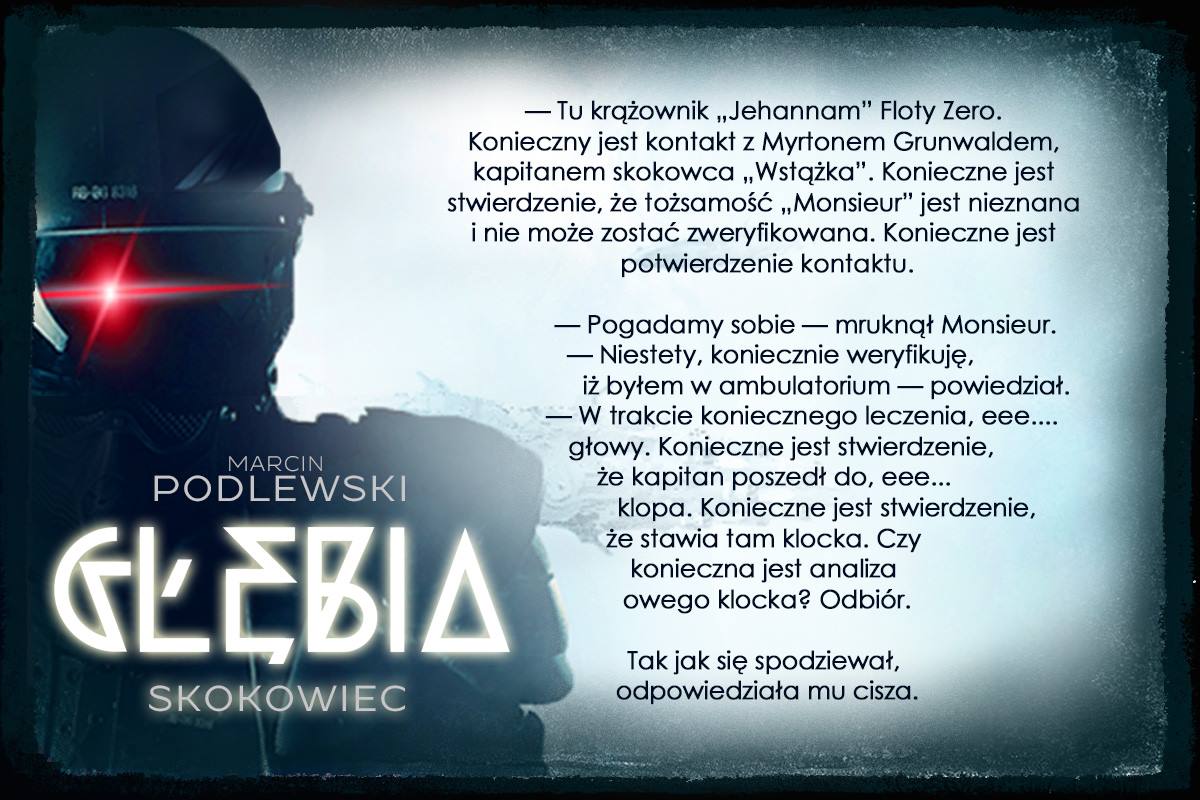 — Tu krążownik „Jehannam” Floty Zero.
Konieczny jest kontakt z Myrtonem Grunwaldem,
kapitanem skokowca „Wstążka”. Konieczne jest
stwierdzenie, że tożsamość „Monsieur” jest nieznana
i nie może zostać zweryfikowana. Konieczne jest
potwierdzenie kontaktu.
— Pogadamy sobie — mruknął Monsieur.
— Niestety, koniecznie weryfikuję,
iż byłem w ambulatorium — powiedział.
— W trakcie koniecznego leczenia, eee....
głowy. Konieczne jest stwierdzenie,
że kapitan poszedł do, eee...
klopa. Konieczne jest stwierdzenie,
że stawia tam klocka. Czy
konieczna jest analiza
owego klocka? Odbiór.
Tak jak się spodziewał,
odpowiedziała mu cisza.
MARCIN
PODLEWSKI
GŁĘBIA
SKOKOWIEC